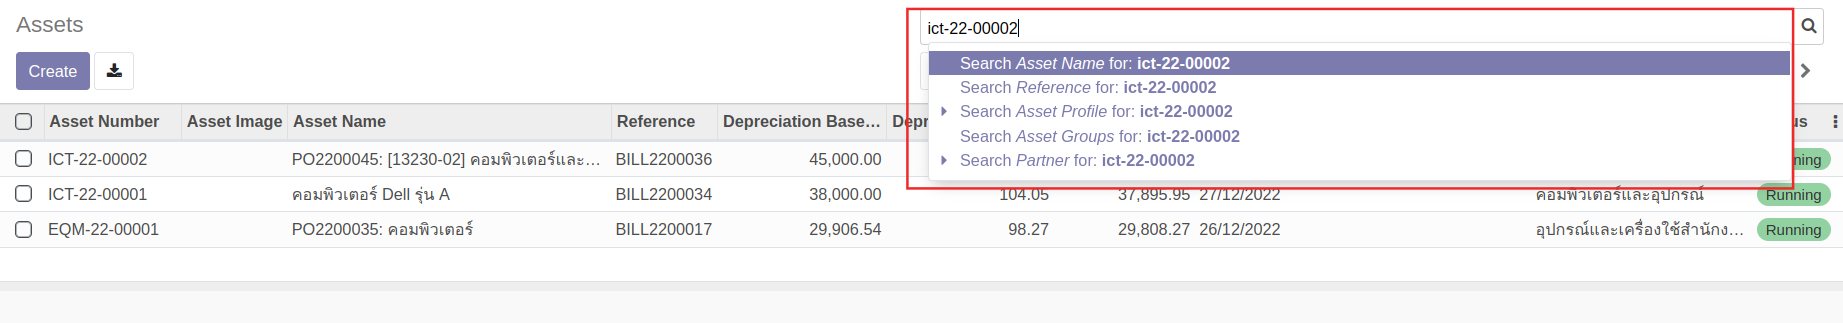 Assets
ict-22-00002
Create
Search Asset Name for: ict-22-00002
Search Reference for: ict-22-00002
Search Asset Profile for: ict-22-00002
Search Asset Groups for: ict-22-00002
Search Partner for: ict-22-00002
Asset Number Asset Image Asset Name Reference Depreciation Base… Depr us
ICT-22-00002 PO2200045: [13230-02] คอมพิวเตอร์และ… BILL2200036 45,000.00 ning
ICT-22-00001 คอมพิวเตอร์ Dell รุ่น A BILL2200034 38,000.00 104.05 37,895.95 27/12/2022 คอมพิวเตอร์และอุปกรณ์ Running
EQM-22-00001 PO2200035: คอมพิวเตอร์ BILL2200017 29,906.54 98.27 29,808.27 26/12/2022 อุปกรณ์และเครื่องใช้สำนักง… Running